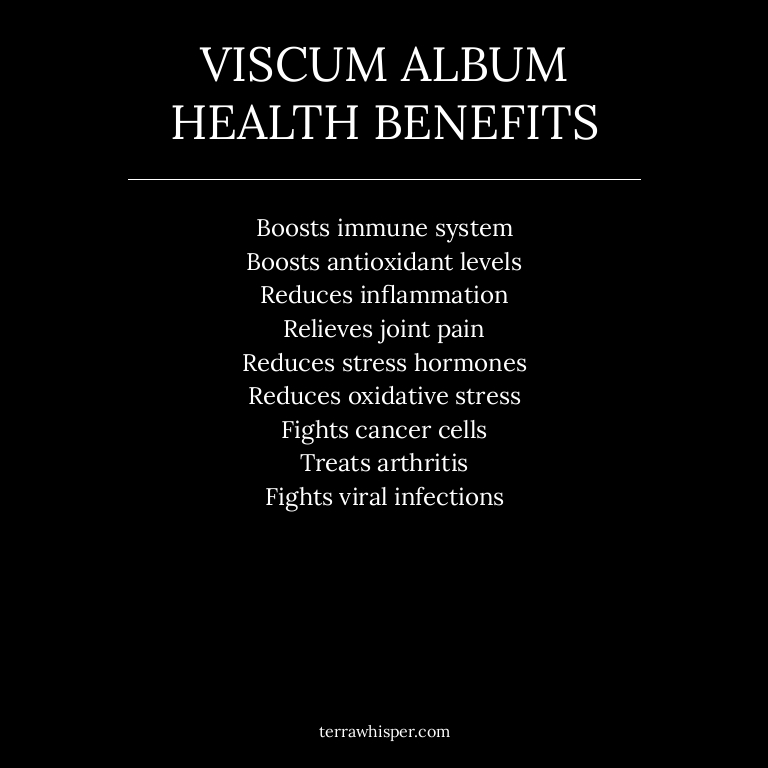 VISCUM ALBUM
HEALTH BENEFITS
Boosts immune system
Boosts antioxidant levels
Reduces inflammation
Relieves joint pain
Reduces stress hormones
Reduces oxidative stress
Fights cancer cells
Treats arthritis
Fights viral infections
terrawhisper.com